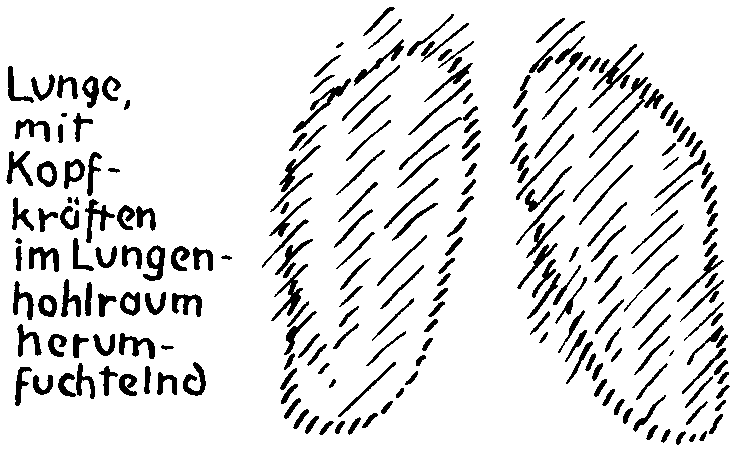 Lunge,
mit
Kopf-
kräften
im Lungen-
hohlraum
herum-
fuchtelnd